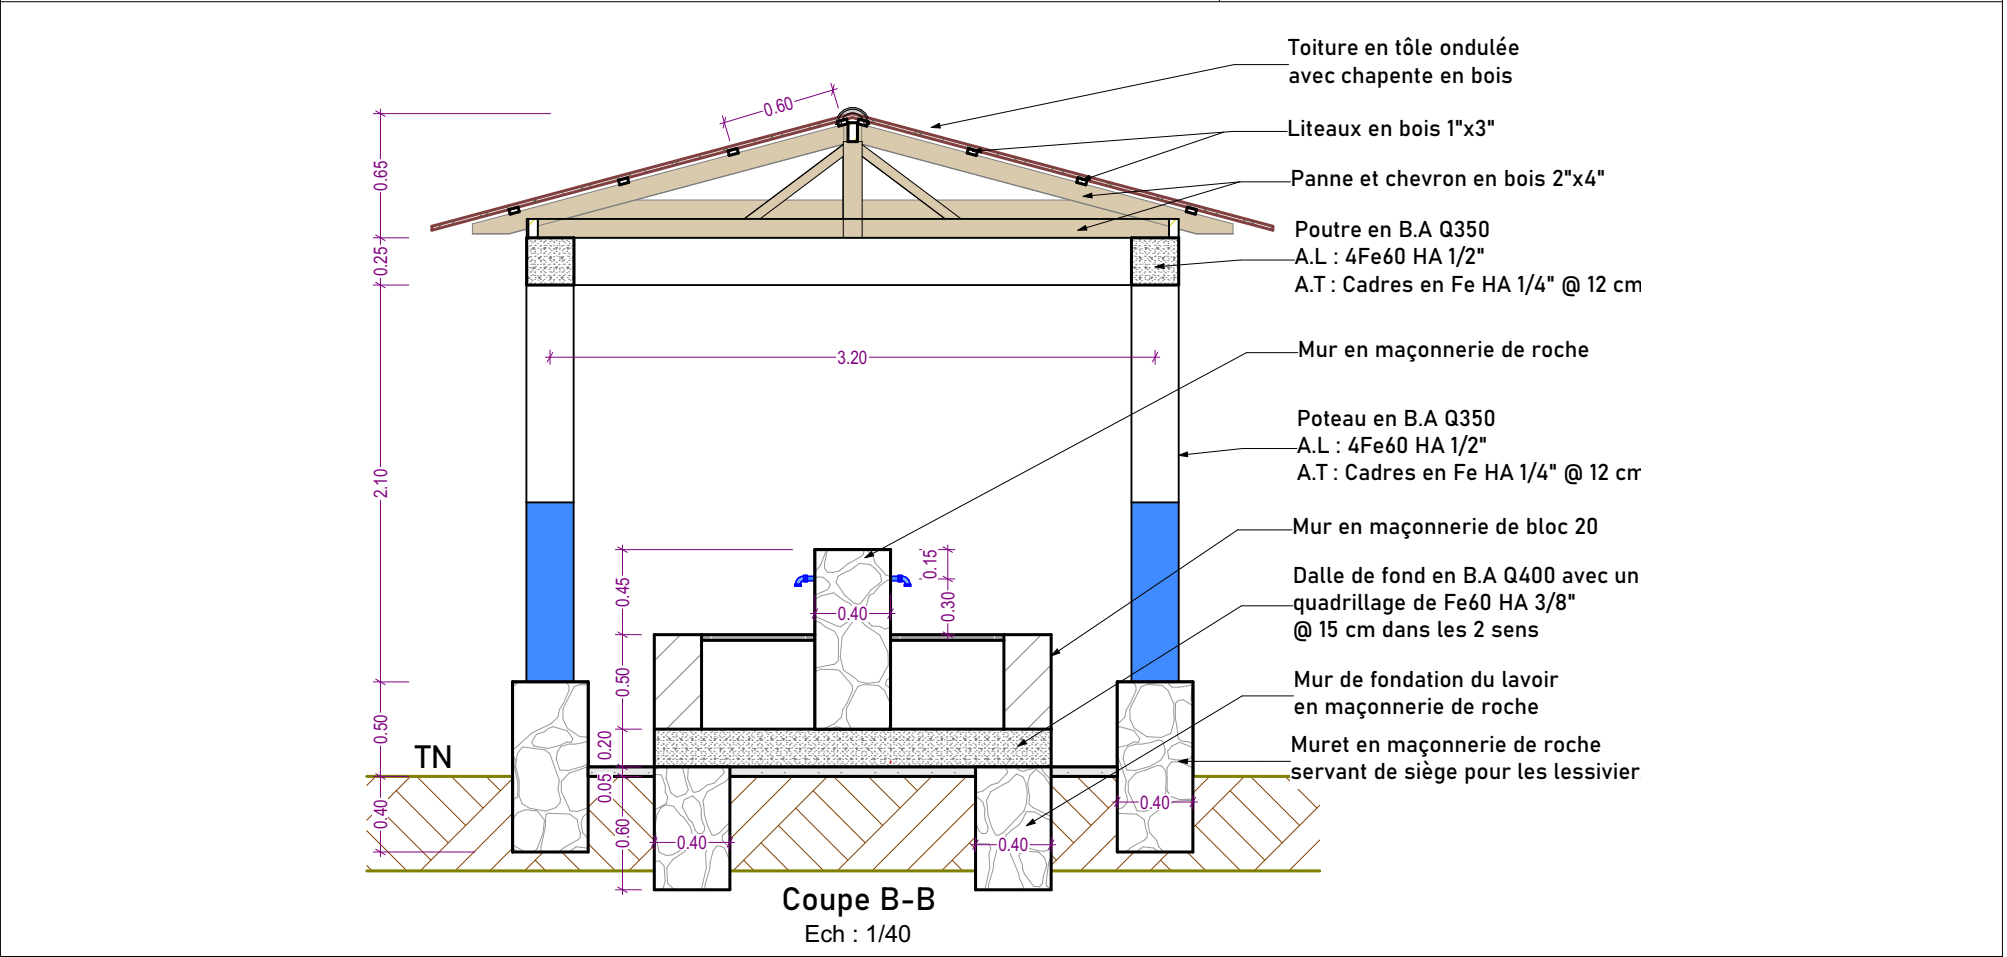 Toiture en tôle ondulée
avec chapente en bois
0.60
Liteaux en bois 1"x3"
0.65
Panne et chevron en bois 2"x4"
Poutre en B.A Q350
A.L : 4Fe60 HA 1/2"
A.T : Cadres en Fe HA 1/4" @ 12 cm
0.25
3.20
Mur en maçonnerie de roche
Poteau en B.A Q350
A.L : 4Fe60 HA 1/2"
A.T : Cadres en Fe HA 1/4" @ 12 cm
2.10
Mur en maçonnerie de bloc 20
0.15
0.45
0.30
0.40
Dalle de fond en B.A Q400 avec un
quadrillage de Fe60 HA 3/8"
@ 15 cm dans les 2 sens
0.50
Mur de fondation du lavoir
en maçonnerie de roche
0.50
0.20
TN
Muret en maçonnerie de roche
servant de siège pour les lessivier
0.05
0.40
0.40
0.60
0.40
0.40
Coupe B-B
Ech : 1/40